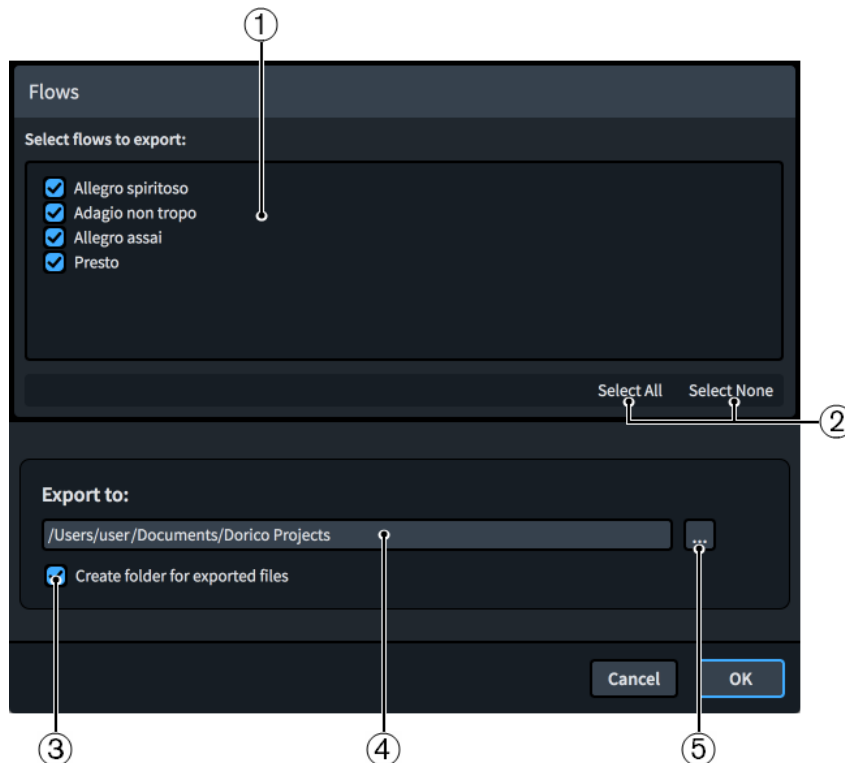 ①
Flows
Select flows to export:
Allegro spiritoso
Adagio non tropo
Allegro assai
Presto
Select All Select None
②
Export to:
/Users/user/Documents/Dorico Projects ...
Create folder for exported files
Cancel OK
③ ④ ⑤